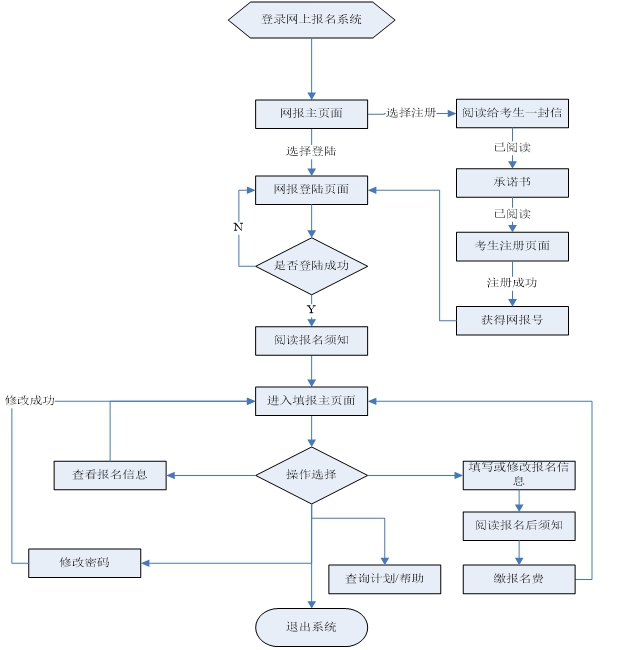 登录网上报名系统
网报主页面
选择注册
阅读给考生一封信
选择登陆
已阅读
网报登陆页面
承诺书
N
已阅读
是否登陆成功
考生注册页面
Y
注册成功
阅读报名须知
获得网报号
修改成功
进入填报主页面
查看报名信息
操作选择
填写或修改报名信
息
阅读报名后须知
修改密码
查询计划/帮助
缴报名费
退出系统